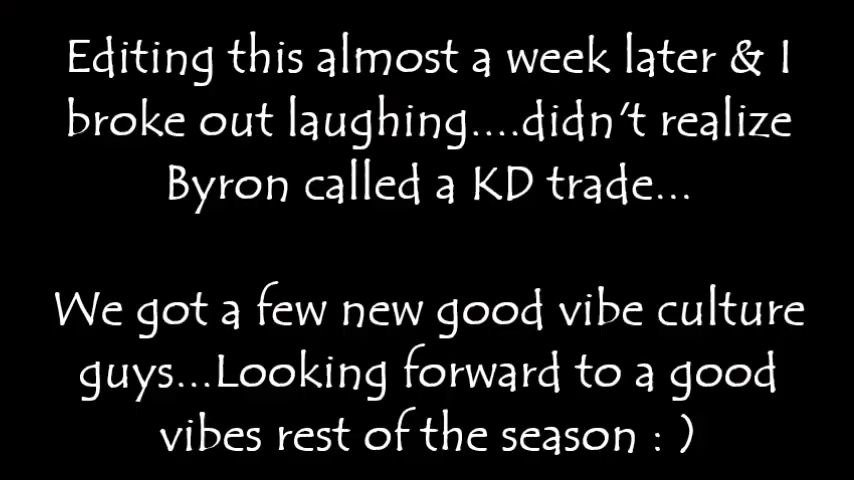 Editing this almost a week later & I
broke out laughing....didn't realize
Byron called a KD trade...
We got a few new good vibe culture
guys...Looking forward to a good
vibes rest of the season : )